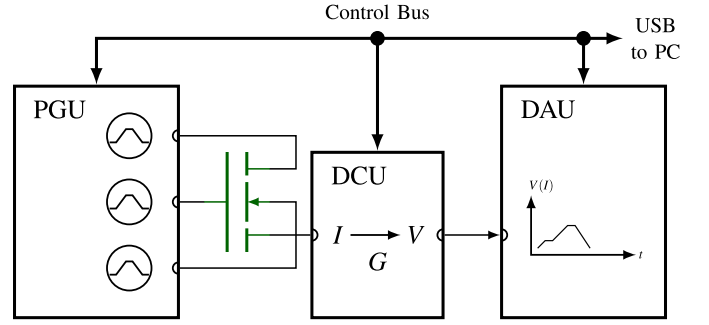 Control Bus
USB
to PC
PGU
DAU
DCU
V(I)
I V
G
t